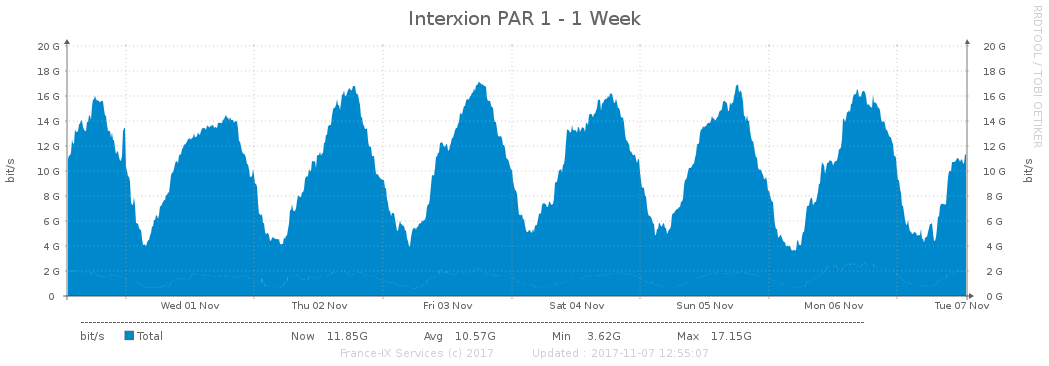 Interxion PAR 1 - 1 Week
RRDTOOL / TOBI OETIKER
20 G 20 G
18 G 18 G
16 G 16 G
14 G 14 G
12 G 12 G
10 G 10 G
8 G 8 G
6 G 6 G
4 G 4 G
2 G 2 G
0 0 G
bit/s
bit/s
Wed 01 Nov Thu 02 Nov Fri 03 Nov Sat 04 Nov Sun 05 Nov Mon 06 Nov Tue 07 Nov
bit/s Total Now 11.85G Avg 10.57G Min 3.62G Max 17.15G
France-IX Services (c) 2017 Updated : 2017-11-07 12:55:07